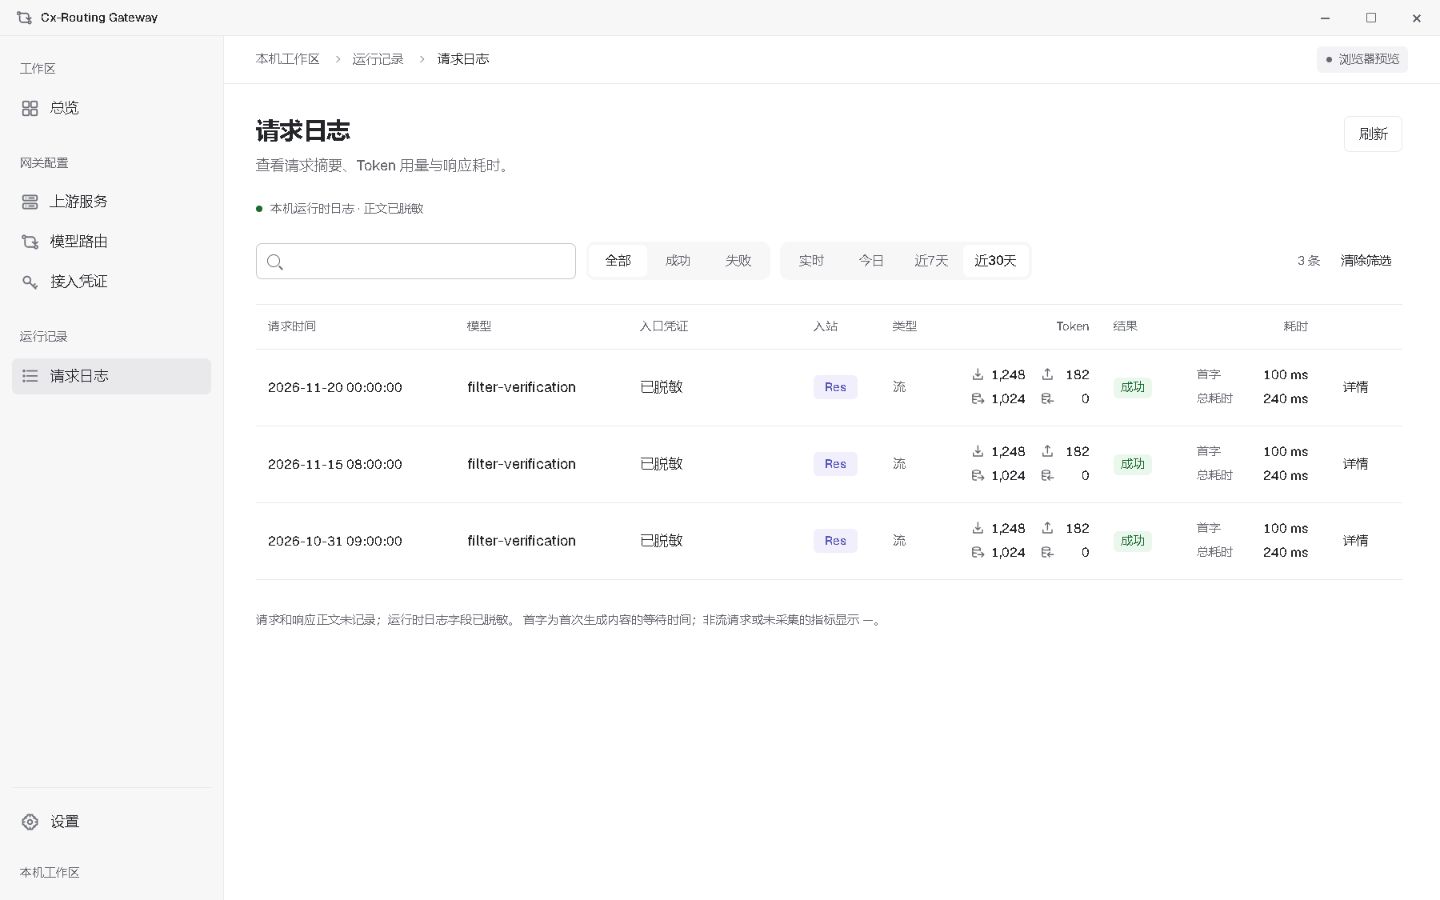 Cx-Routing Gateway
工作区
总览
网关配置
上游服务
模型路由
接入凭证
运行记录
请求日志
设置
本机工作区
本机工作区 > 运行记录 > 请求日志
浏览器预览
请求日志
刷新
查看请求摘要、Token 用量与响应耗时。
本机运行时日志 · 正文已脱敏
全部 成功 失败 实时 今日 近7天 近30天 3 条 清除筛选
请求时间 模型 入口凭证 入站 类型 Token 结果 耗时
2026-11-20 00:00:00 filter-verification 已脱敏 Res 流 1,248 182 成功 首字 100 ms 详情
1,024 0 总耗时 240 ms
2026-11-15 08:00:00 filter-verification 已脱敏 Res 流 1,248 182 成功 首字 100 ms 详情
1,024 0 总耗时 240 ms
2026-10-31 09:00:00 filter-verification 已脱敏 Res 流 1,248 182 成功 首字 100 ms 详情
1,024 0 总耗时 240 ms
请求和响应正文未记录；运行时日志字段已脱敏。 首字为首次生成内容的等待时间；非流请求或未采集的指标显示 —。